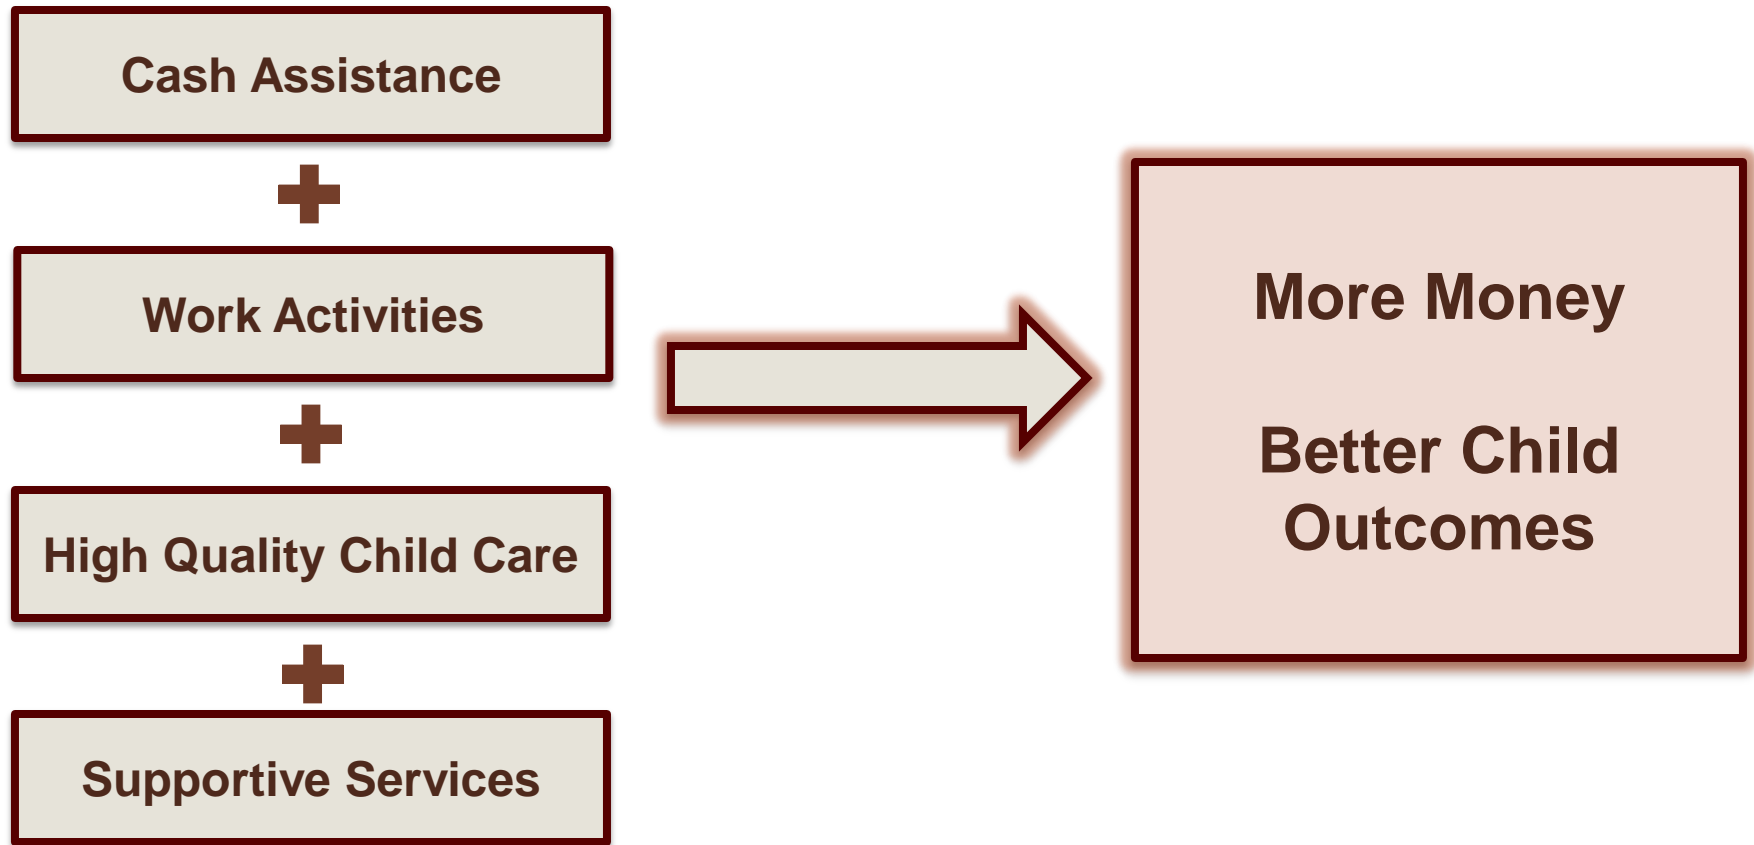 Cash Assistance
Work Activities
High Quality Child Care
Supportive Services
More Money
Better Child
Outcomes